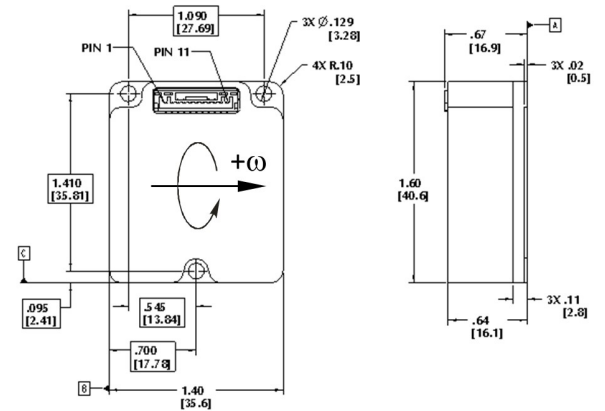 1.090
[27.69]
3X Ø.129
[3.28]
PIN 1
PIN 11
4X R.10
[2.5]
+ω
1.410
[35.81]
C
.095
[2.41]
.545
[13.84]
.700
[17.78]
B
1.40
[35.6]
A
.67
[16.9]
3X .02
[0.5]
1.60
[40.6]
3X .11
[2.8]
.64
[16.1]